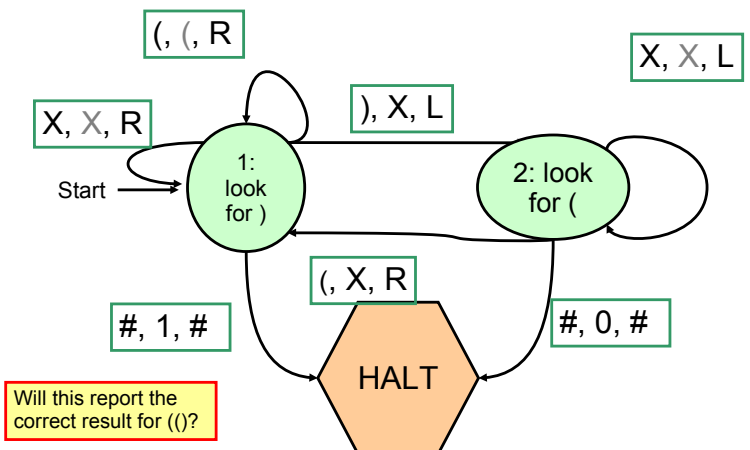 (, (, R
X, X, L
X, X, R
), X, L
1:
look
for )
2: look
for (
Start
(, X, R
#, 1, #
#, 0, #
HALT
Will this report the
correct result for (()?